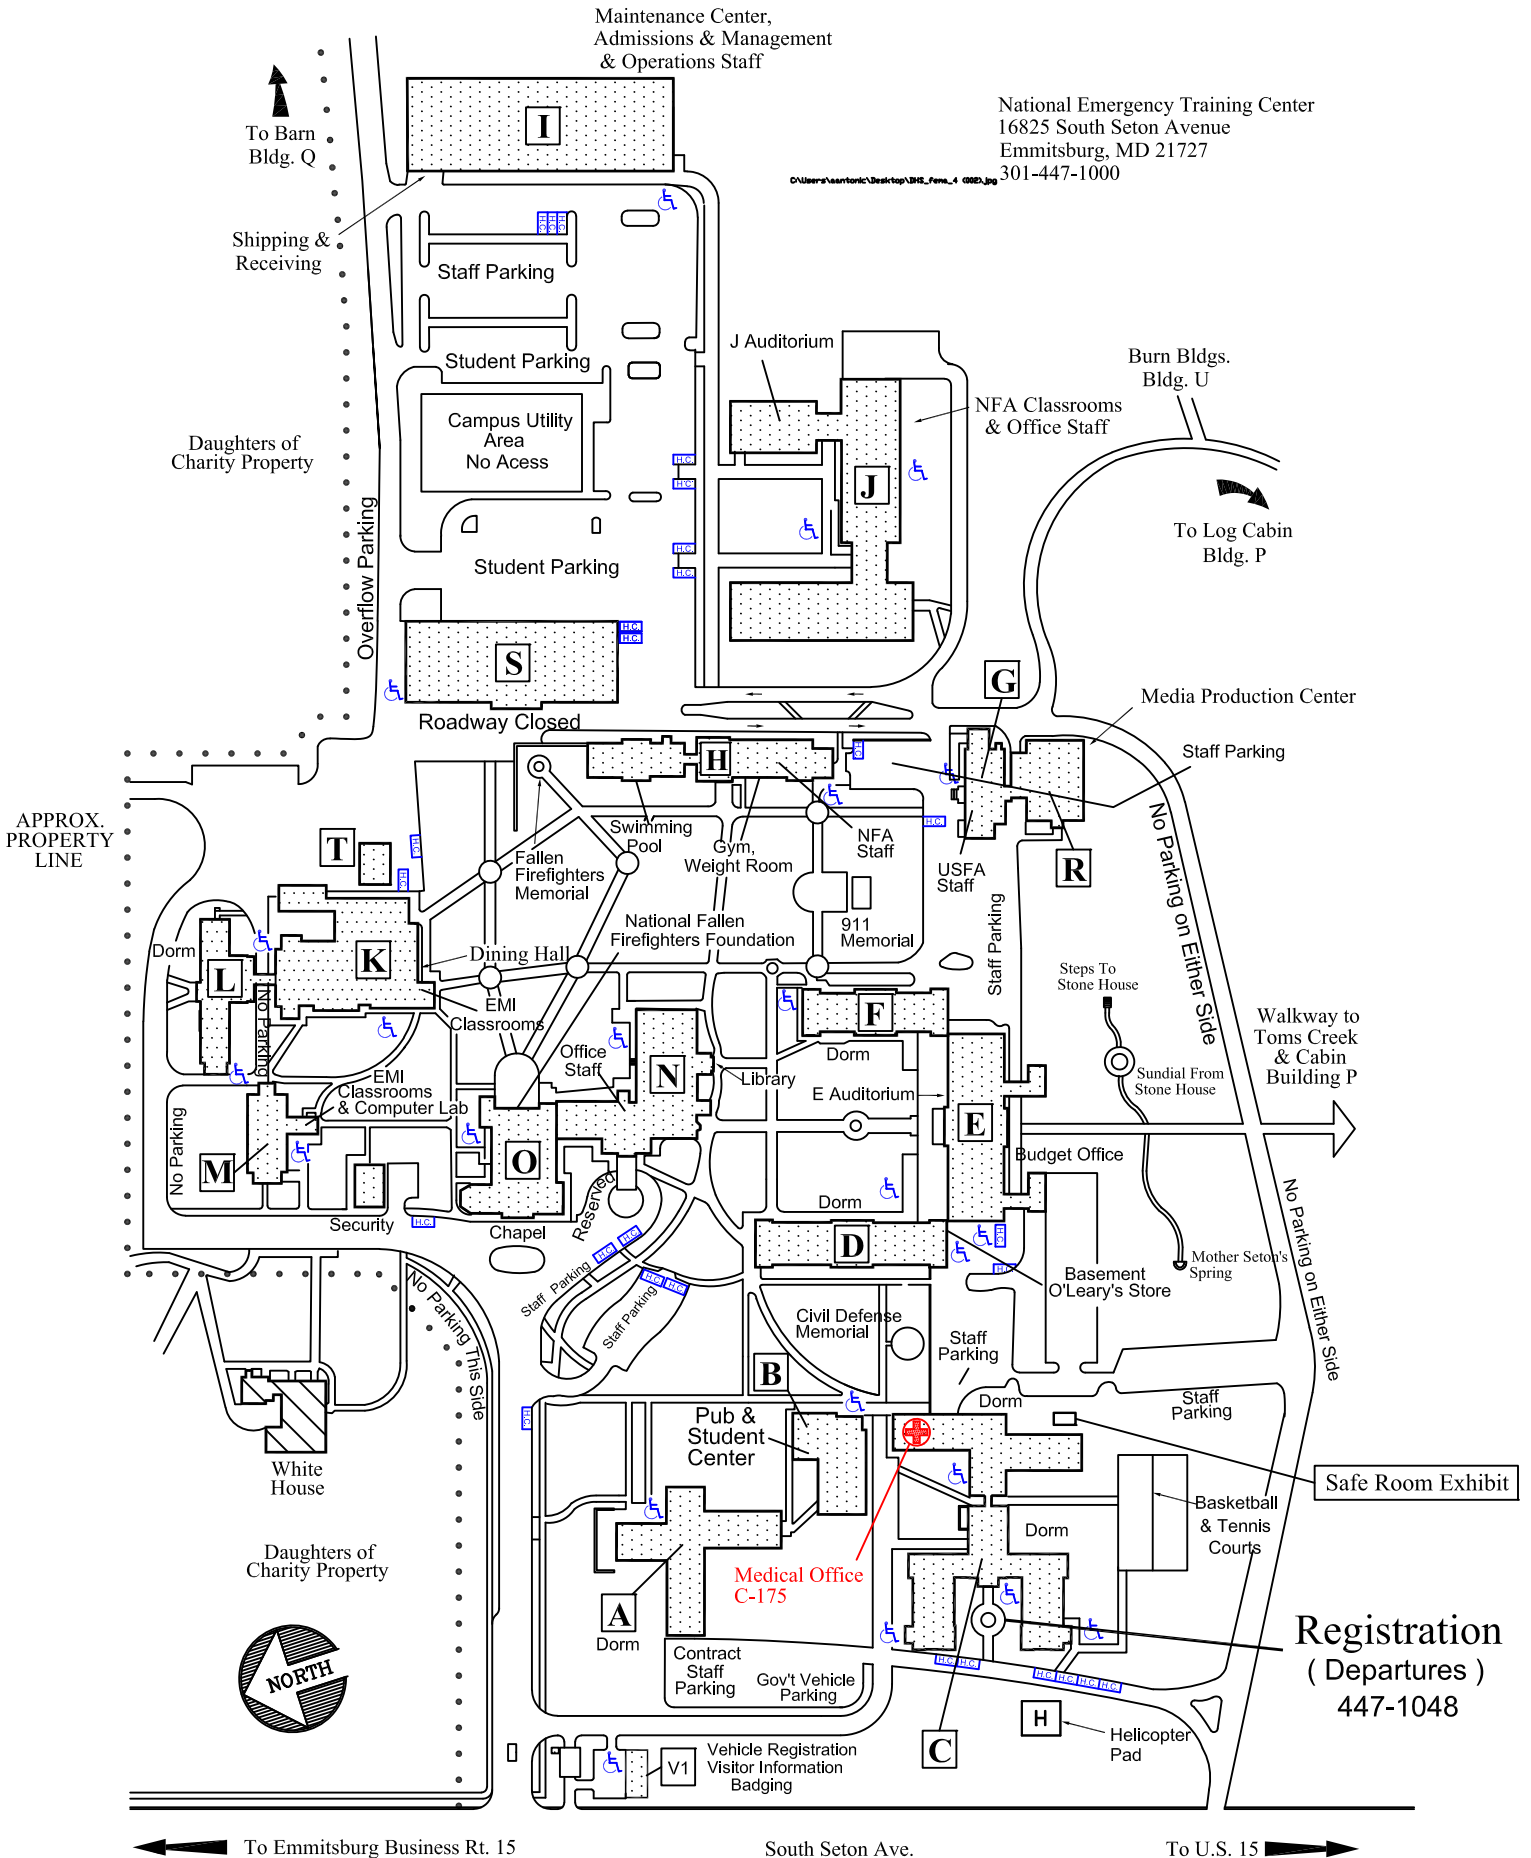 Maintenance Center,
Admissions & Management
& Operations Staff
I
To Barn
Bldg. Q
National Emergency Training Center
16825 South Seton Avenue
Emmitsburg, MD 21727
301-447-1000
C:\Users\aantonic\Desktop\DHS_fema_4 (002).jpg
Shipping &
Receiving
H.C. H.C. H.C.
Staff Parking
Student Parking
J Auditorium
Burn Bldgs.
Bldg. U
NFA Classrooms
& Office Staff
Campus Utility
Area
No Acess
Daughters of
Charity Property
H.C.
H.C.
J
To Log Cabin
Bldg. P
Overflow Parking
Student Parking
H.C.
H.C.
H.C.
H.C.
S
G
Media Production Center
Roadway Closed
Staff Parking
H
H.C.
APPROX.
PROPERTY
LINE
T
H.C.
H.C.
Swimming
Pool
Gym,
Weight Room
NFA
Staff
H.C.
USFA
Staff
R
No Parking on Either Side
Fallen
Firefighters
Memorial
National Fallen
Firefighters Foundation
911
Memorial
Staff Parking
Dorm
L
K
Dining Hall
EMI
Classrooms
No Parking
Steps To
Stone House
F
Dorm
Office
Staff
N
Library
Walkway to
Toms Creek
& Cabin
Building P
Sundial From
Stone House
E Auditorium
E
EMI
Classrooms
& Computer Lab
No Parking
M
O
Budget Office
Security
H.C.
Chapel
Reserved
Dorm
D
H.C.
H.C.
No Parking on Either Side
Mother Seton's
Spring
Basement
O'Leary's Store
H.C.
H.C.
H.C.
H.C.
Staff Parking
Staff Parking
No Parking This Side
Civil Defense
Memorial
Staff
Parking
B
Dorm
Staff
Parking
H.C.
Pub &
Student
Center
White
House
Safe Room Exhibit
Basketball
& Tennis
Courts
Dorm
Daughters of
Charity Property
Medical Office
C-175
A
Dorm
Registration
( Departures )
447-1048
Contract
Staff
Parking
Gov't Vehicle
Parking
H.C. H.C.
H.C. H.C. H.C. H.C.
NORTH
H
Helicopter
Pad
C
V1
Vehicle Registration
Visitor Information
Badging
To Emmitsburg Business Rt. 15
South Seton Ave.
To U.S. 15